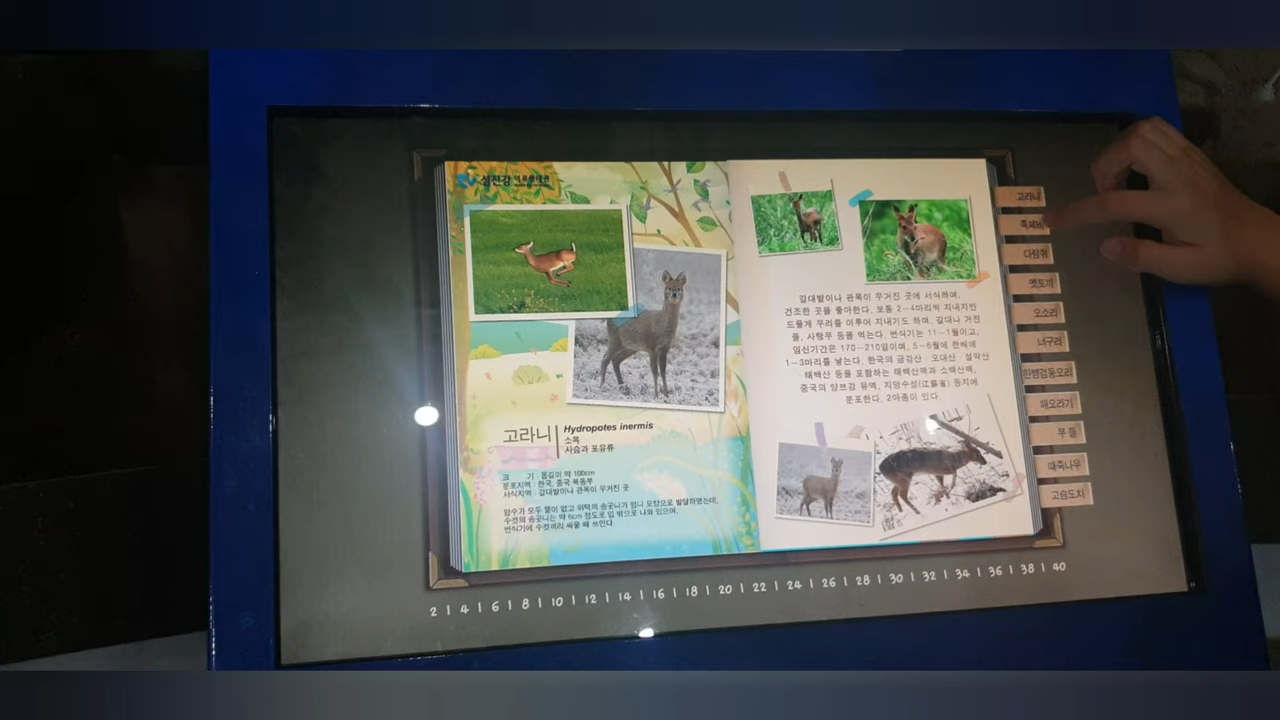 섬진강 어류생태관
고라니
Hydropotes inermis
소목
사슴과 포유류
크 기 : 몸길이 약 100cm
분포지역 : 한국, 중국 북동부
서식지역 : 갈대밭이나 관목이 우거진 곳
암수가 모두 뿔이 없고 위턱의 송곳니가 엄니 모양으로 발달하였는데,
수컷의 송곳니는 약 6cm 정도로 입 밖으로 나와 있으며,
번식기에 수컷끼리 싸울 때 쓰인다.
갈대밭이나 관목이 우거진 곳에 서식하며,
건조한 곳을 좋아한다. 보통 2~4마리씩 지내지만
드물게 무리를 이루어 지내기도 하며, 갈대나 거친
풀, 사탕무 등을 먹는다. 번식기는 11~1월이고,
임신기간은 170~210일이며, 5~6월에 한배에
1~3마리를 낳는다. 한국의 금강산·오대산·설악산
태백산 등을 포함하는 태백산맥과 소백산맥,
중국의 양쯔강 유역, 지앙수성(江蘇省) 등지에
분포한다. 2아종이 있다.
고라니
족제비
다람쥐
멧토끼
오소리
너구리
흰뺨검둥오리
해오라기
부들
때죽나무
고슴도치
2 | 4 | 6 | 8 | 10 | 12 | 14 | 16 | 18 | 20 | 22 | 24 | 26 | 28 | 30 | 32 | 34 | 36 | 38 | 40